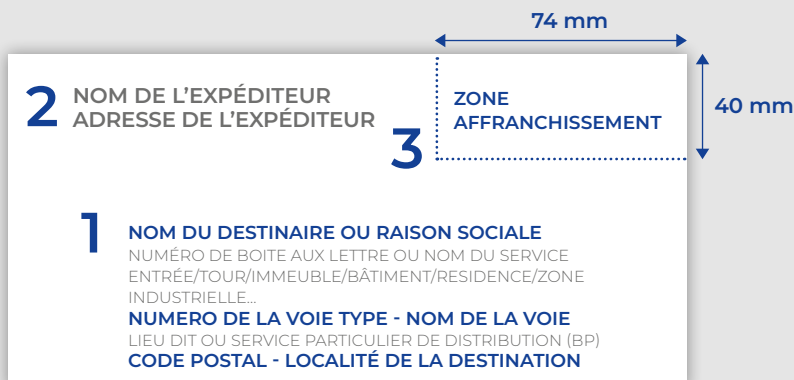 74 mm
2
NOM DE L’EXPÉDITEUR
ADRESSE DE L’EXPÉDITEUR
3
ZONE
AFFRANCHISSEMENT
40 mm
1
NOM DU DESTINAIRE OU RAISON SOCIALE
NUMÉRO DE BOITE AUX LETTRE OU NOM DU SERVICE
ENTRÉE/TOUR/IMMEUBLE/BÂTIMENT/RESIDENCE/ZONE
INDUSTRIELLE...
NUMERO DE LA VOIE TYPE - NOM DE LA VOIE
LIEU DIT OU SERVICE PARTICULIER DE DISTRIBUTION (BP)
CODE POSTAL - LOCALITÉ DE LA DESTINATION